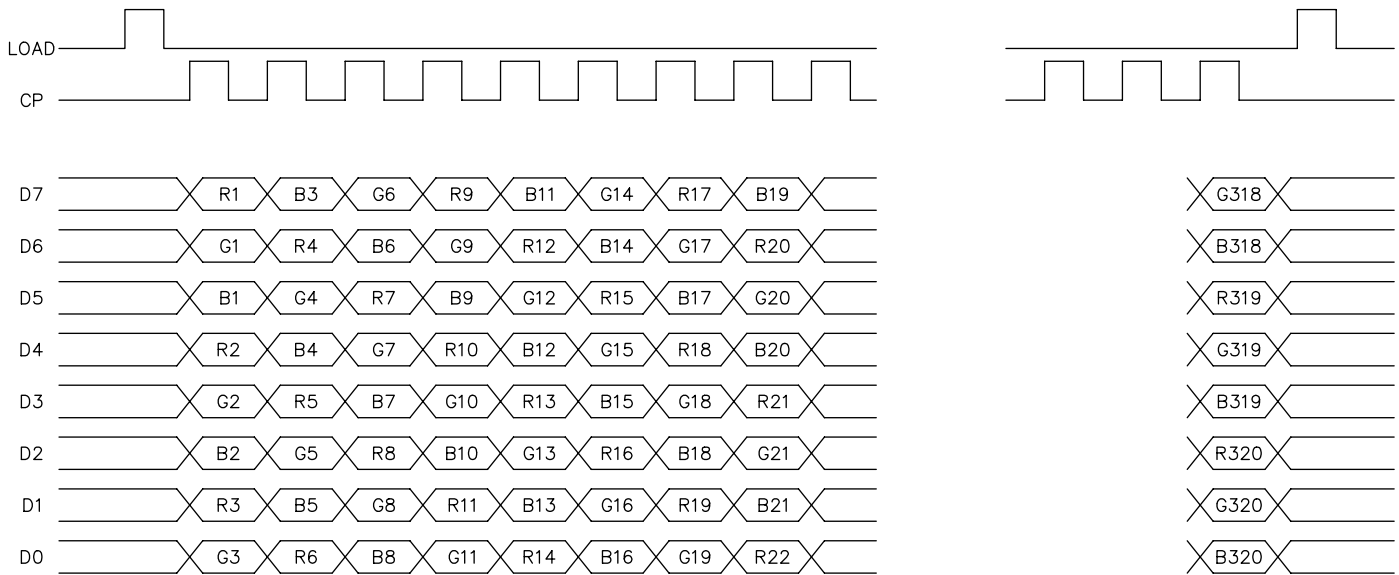 LOAD
CP
D7 R1 B3 G6 R9 B11 G14 R17 B19 G318
D6 G1 R4 B6 G9 R12 B14 G17 R20 B318
D5 B1 G4 R7 B9 G12 R15 B17 G20 R319
D4 R2 B4 G7 R10 B12 G15 R18 B20 G319
D3 G2 R5 B7 G10 R13 B15 G18 R21 B319
D2 B2 G5 R8 B10 G13 R16 B18 G21 R320
D1 R3 B5 G8 R11 B13 G16 R19 B21 G320
D0 G3 R6 B8 G11 R14 B16 G19 R22 B320